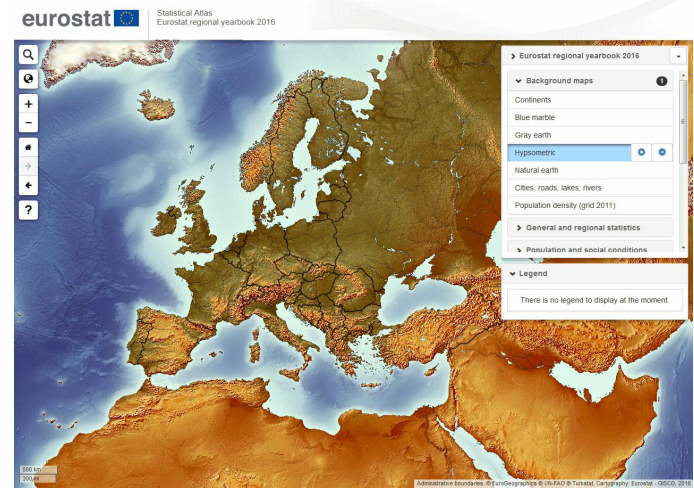 eurostat
Statistical Atlas
Eurostat regional yearbook 2016
Eurostat regional yearbook 2016
Background maps 1
Continents
Blue marble
Gray earth
Hypsometric
Natural earth
Cities, roads, lakes, rivers
Population density (grid 2011)
General and regional statistics
Population and social conditions
Legend
There is no legend to display at the moment.
+
−
?
500 km
300 mi
Administrative boundaries: © EuroGeographics © UN-FAO © Turkstat, Cartography: Eurostat - GISCO, 2016